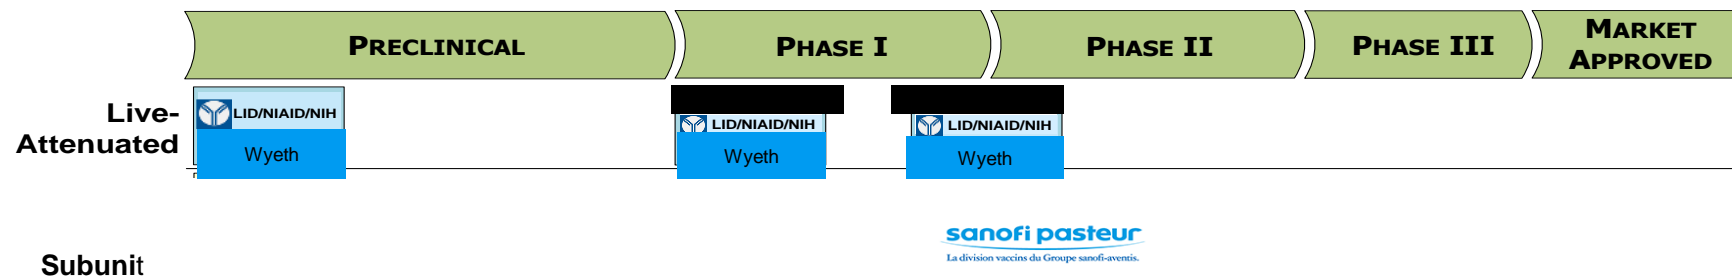 PRECLINICAL PHASE I PHASE II PHASE III MARKET
APPROVED
Live-
Attenuated
LID/NIAID/NIH
Wyeth
LID/NIAID/NIH
Wyeth
LID/NIAID/NIH
Wyeth
sanofi pasteur
La division vaccins du Groupe sanofi-aventis.
Subunit